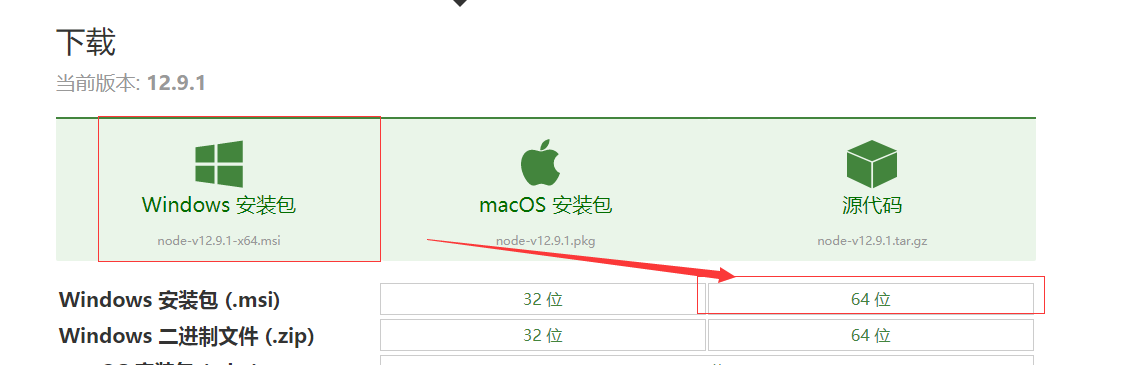 下载
当前版本: 12.9.1
Windows 安装包
macOS 安装包
源代码
node-v12.9.1-x64.msi
node-v12.9.1.pkg
node-v12.9.1.tar.gz
Windows 安装包 (.msi)
32 位
64 位
Windows 二进制文件 (.zip)
32 位
64 位